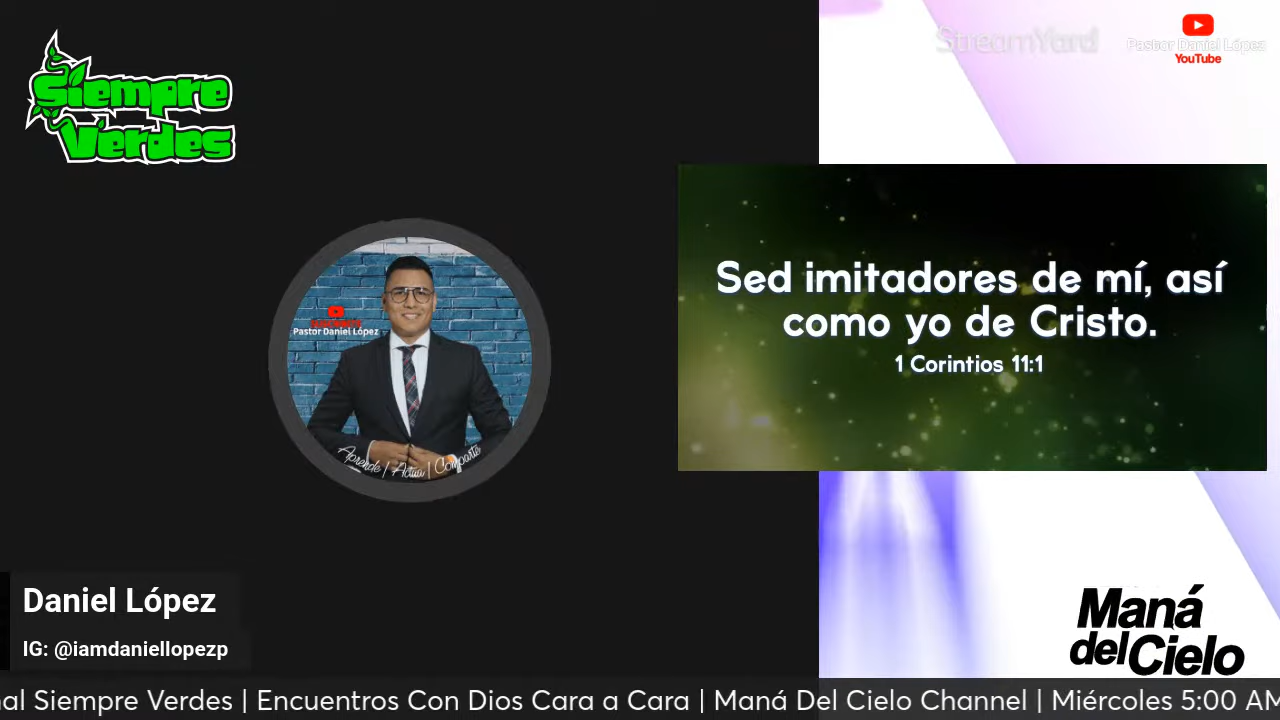 Siempre
Verdes
StreamYard
Pastor Daniel López
YouTube
Pastor Daniel López
Aprende | Actúa | Comparte
Sed imitadores de mí, así
como yo de Cristo.
1 Corintios 11:1
Daniel López
IG: @iamdaniellopezp
Maná
del Cielo
al Siempre Verdes | Encuentros Con Dios Cara a Cara | Maná Del Cielo Channel | Miércoles 5:00 AM